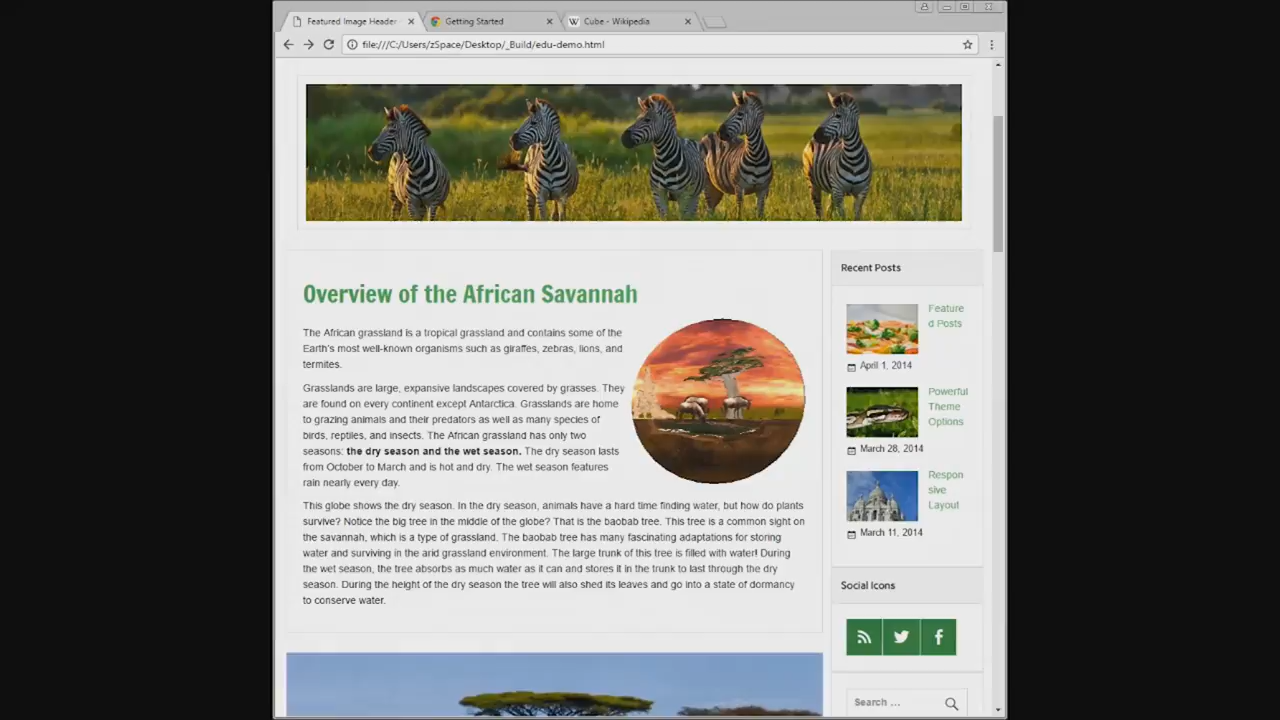 Featured Image Header
Getting Started
Cube - Wikipedia
file:///C:/Users/zSpace/Desktop/_Build/edu-demo.html
Overview of the African Savannah
The African grassland is a tropical grassland and contains some of the
Earth's most well-known organisms such as giraffes, zebras, lions, and
termites.
Grasslands are large, expansive landscapes covered by grasses. They
are found on every continent except Antarctica. Grasslands are home
to grazing animals and their predators as well as many species of
birds, reptiles, and insects. The African grassland has only two
seasons: the dry season and the wet season. The dry season lasts
from October to March and is hot and dry. The wet season features
rain nearly every day.
This globe shows the dry season. In the dry season, animals have a hard time finding water, but how do plants
survive? Notice the big tree in the middle of the globe? That is the baobab tree. This tree is a common sight on
the savannah, which is a type of grassland. The baobab tree has many fascinating adaptations for storing
water and surviving in the arid grassland environment. The large trunk of this tree is filled with water! During
the wet season, the tree absorbs as much water as it can and stores it in the trunk to last through the dry
season. During the height of the dry season the tree will also shed its leaves and go into a state of dormancy
to conserve water.
Recent Posts
Feature
d Posts
April 1, 2014
Powerful
Theme
Options
March 28, 2014
Respon
sive
Layout
March 11, 2014
Social Icons
Search ...